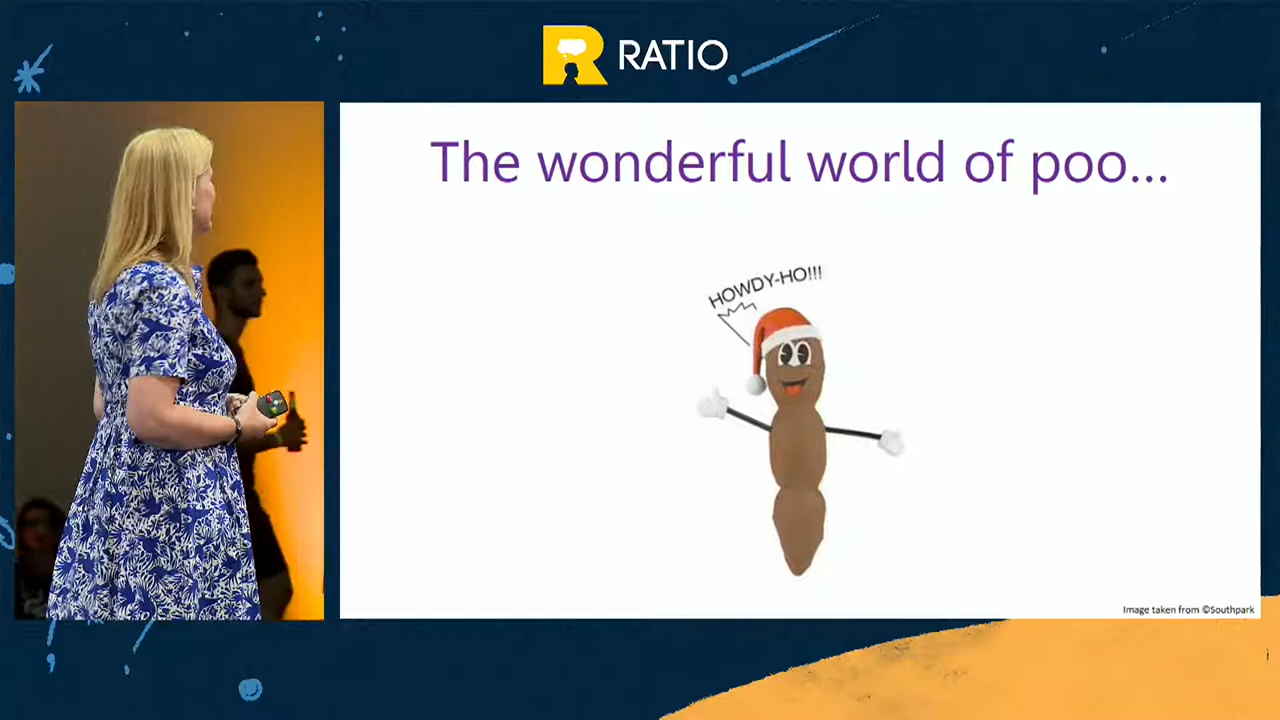 RATIO
The wonderful world of poo...
HOWDY-HO!!!
Image taken from ©Southpark